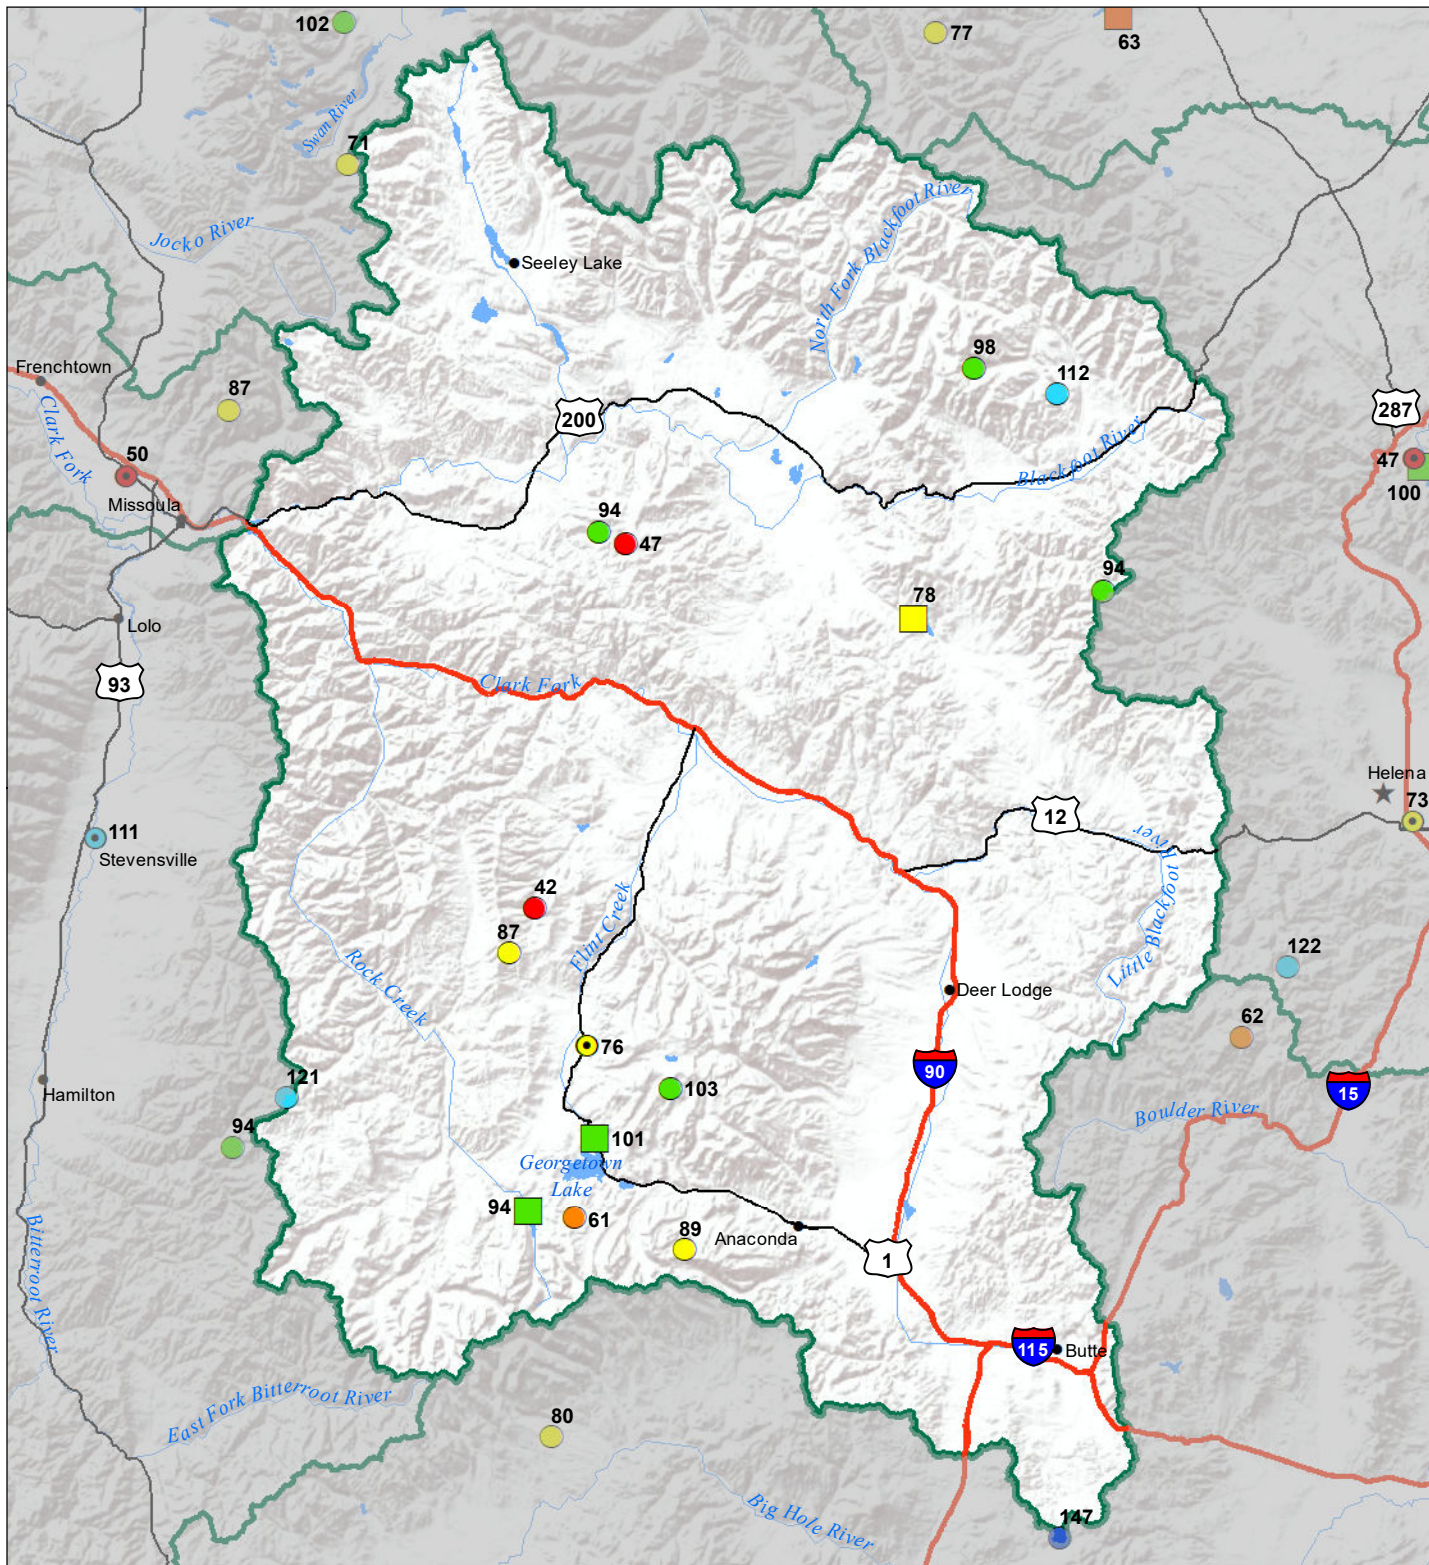 102
77
63
Swan River
71
Jocko River
North Fork Blackfoot River
Seeley Lake
Frenchtown
87
98
112
200
287
Clark Fork
50
47
100
Missoula
Blackfoot River
94
47
94
78
Lolo
93
Clark Fork
Helena
73
12
River
Little Blackfoot
111
Stevensville
42
87
Flint Creek
Rock Creek
122
Deer Lodge
62
76
90
103
15
Hamilton
121
Boulder River
94
101
Georgetown
Lake
94
61
89
Anaconda
1
Bitterroot River
115
Butte
East Fork Bitterroot River
80
Big Hole River
147